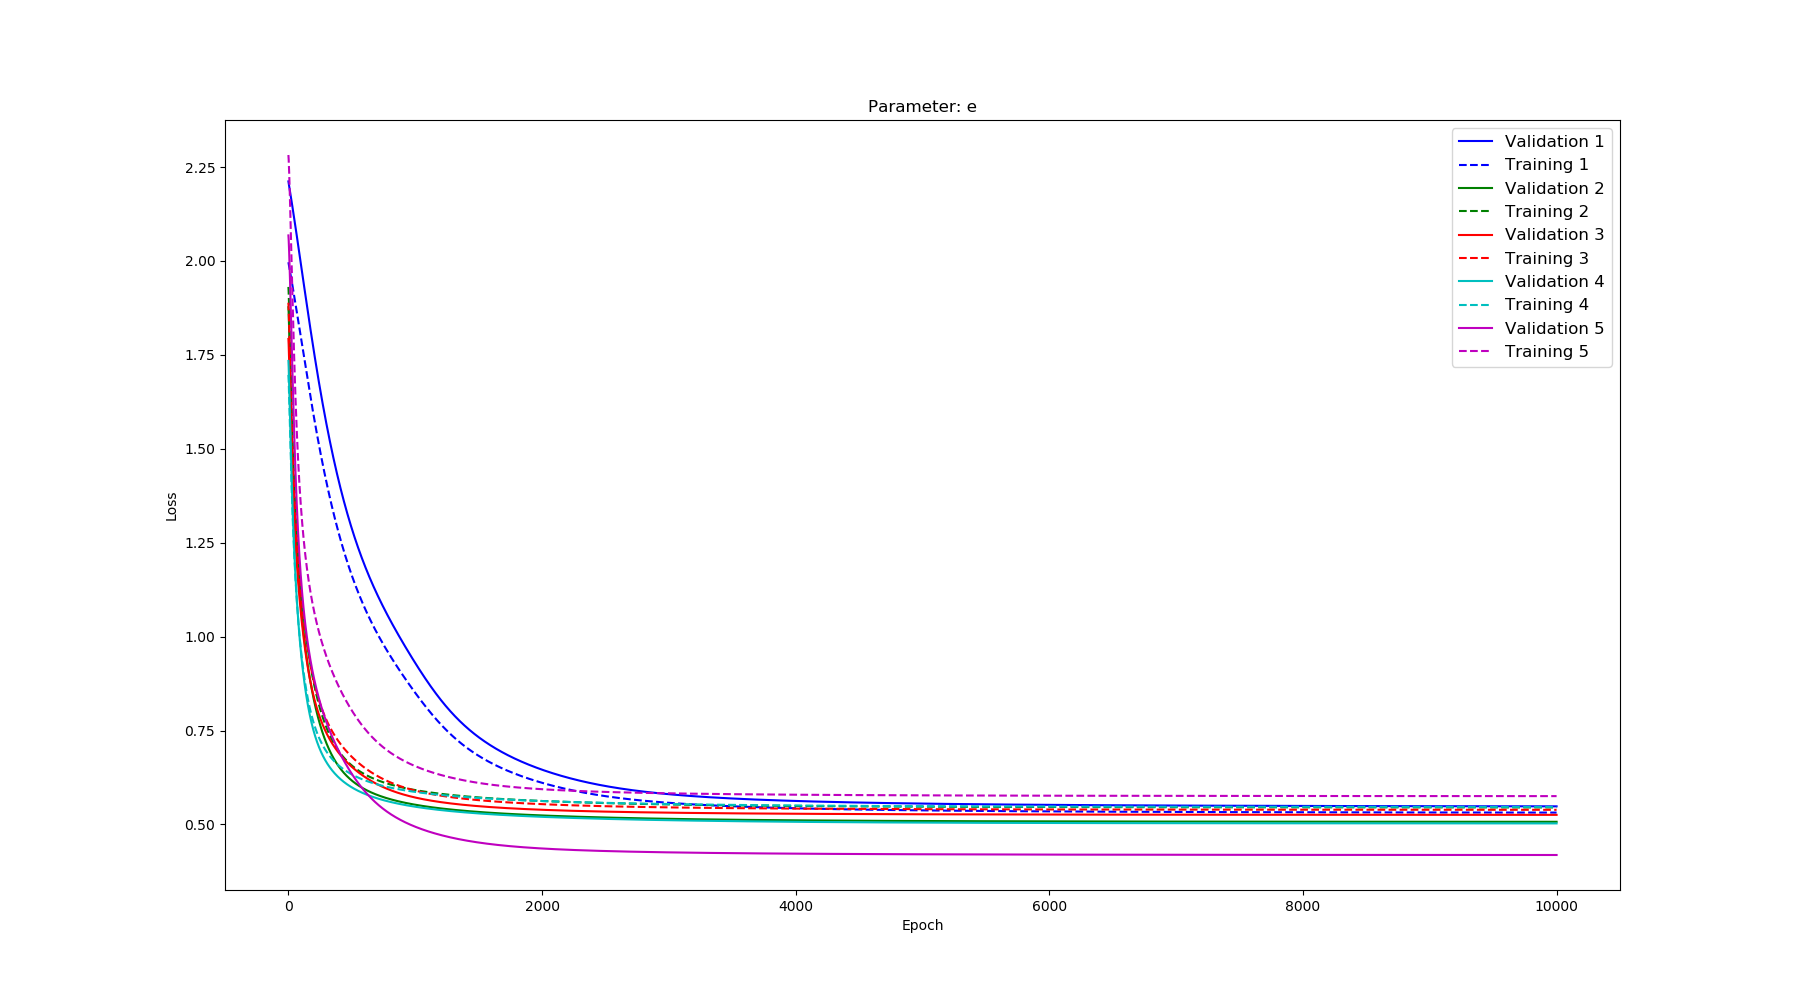 Parameter: e
Validation 1
Training 1
Validation 2
Training 2
Validation 3
Training 3
Validation 4
Training 4
Validation 5
Training 5
2.25
2.00
1.75
1.50
1.25
1.00
0.75
0.50
Loss
0 2000 4000 6000 8000 10000
Epoch